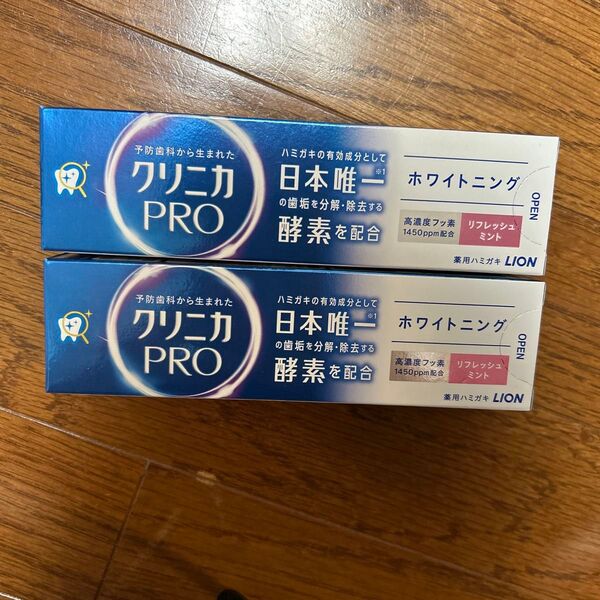 予防歯科から生まれた
クリニカ
PRO
ハミガキの有効成分として
日本唯一※1
の歯垢を分解・除去する
酵素を配合
ホワイトニング
高濃度フッ素
1450ppm配合
リフレッシュ
ミント
薬用ハミガキ LION
OPEN
予防歯科から生まれた
クリニカ
PRO
ハミガキの有効成分として
日本唯一※1
の歯垢を分解・除去する
酵素を配合
ホワイトニング
高濃度フッ素
1450ppm配合
リフレッシュ
ミント
薬用ハミガキ LION
OPEN